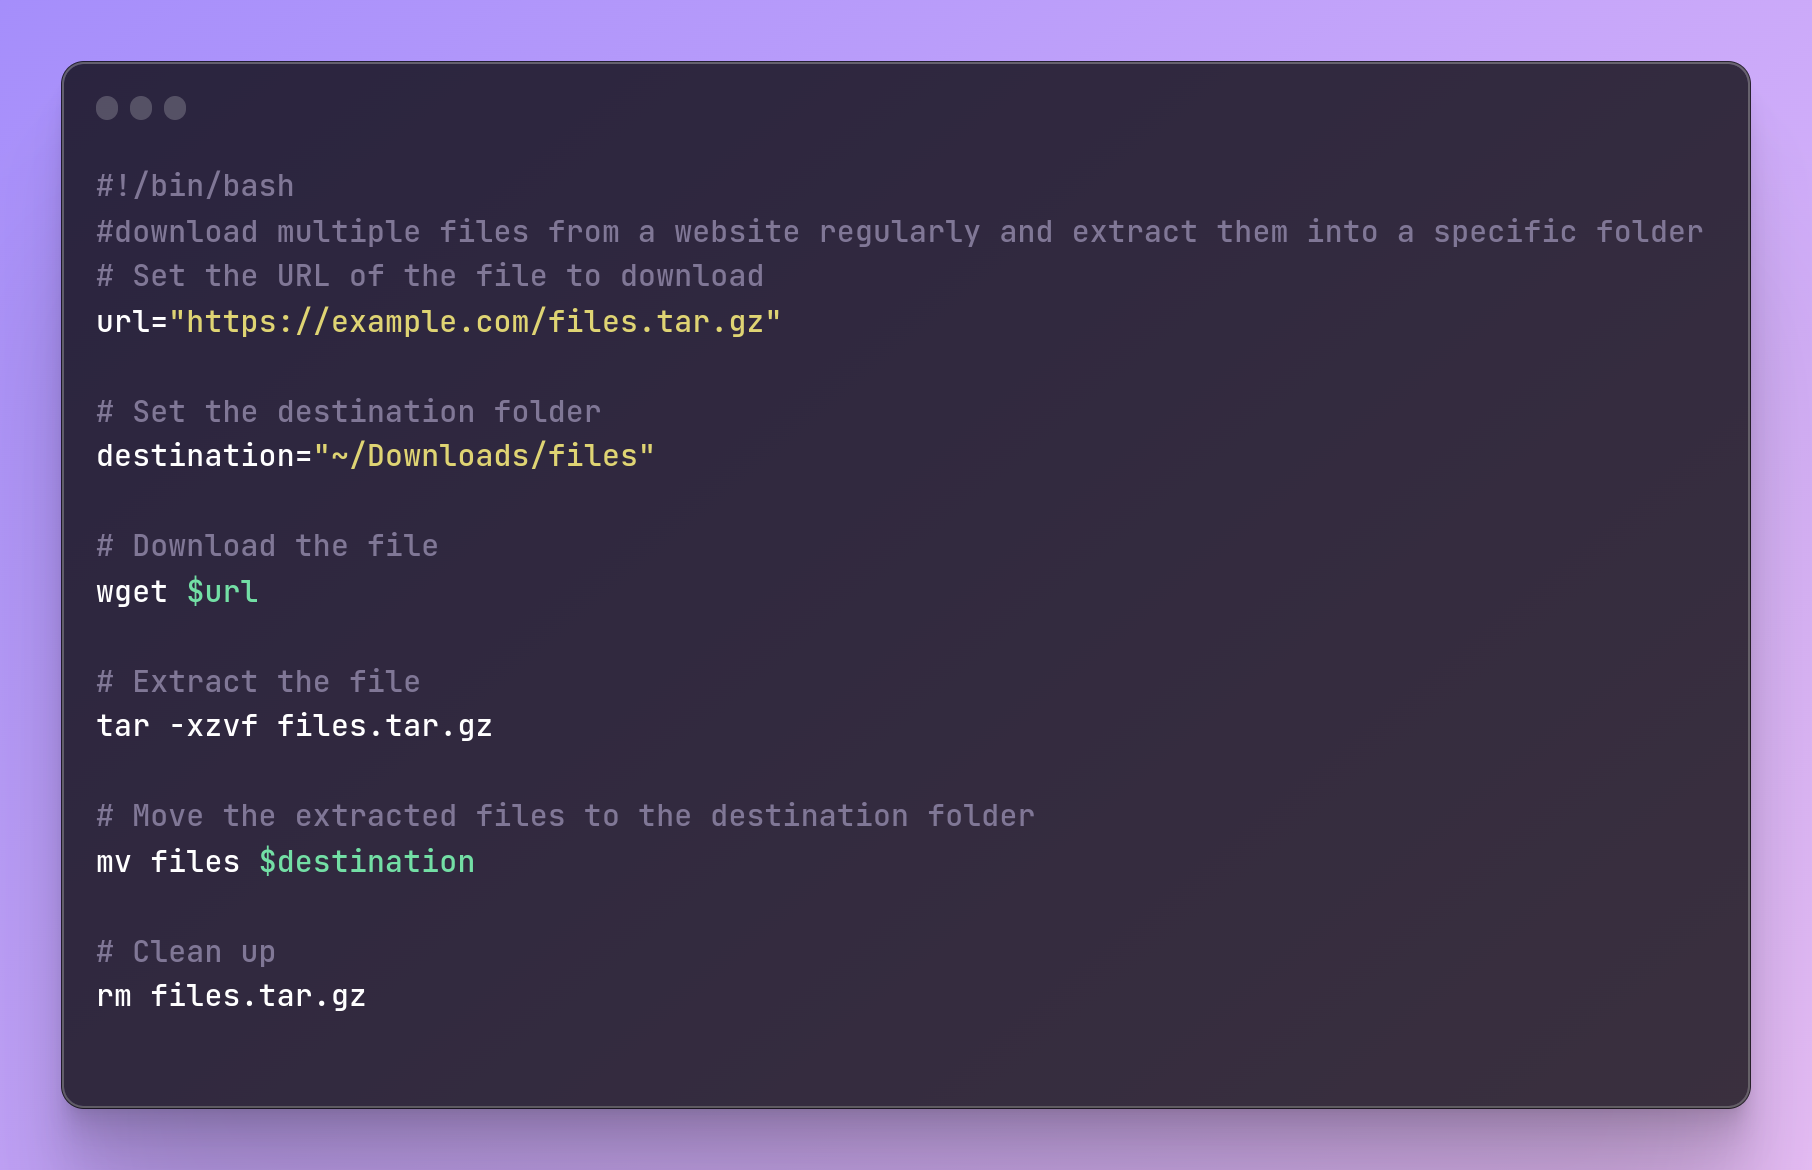 #!/bin/bash
#download multiple files from a website regularly and extract them into a specific folder
# Set the URL of the file to download
url="https://example.com/files.tar.gz"
# Set the destination folder
destination="~/Downloads/files"
# Download the file
wget $url
# Extract the file
tar -xzvf files.tar.gz
# Move the extracted files to the destination folder
mv files $destination
# Clean up
rm files.tar.gz